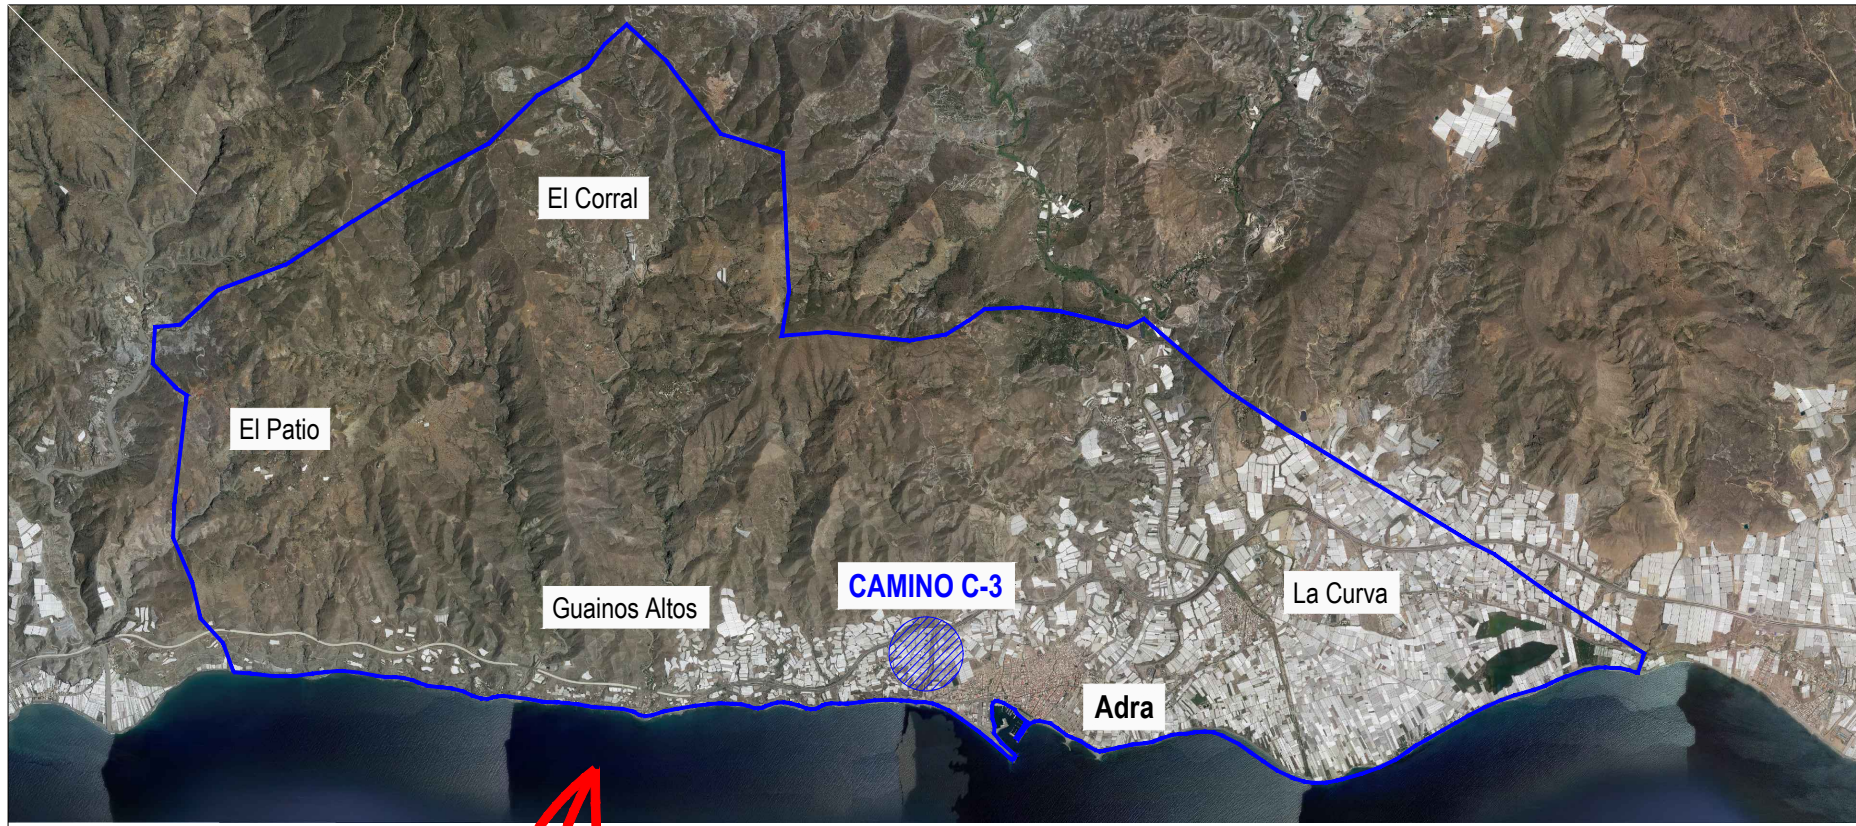 El Corral
El Patio
CAMINO C-3
Guainos Altos
La Curva
Adra